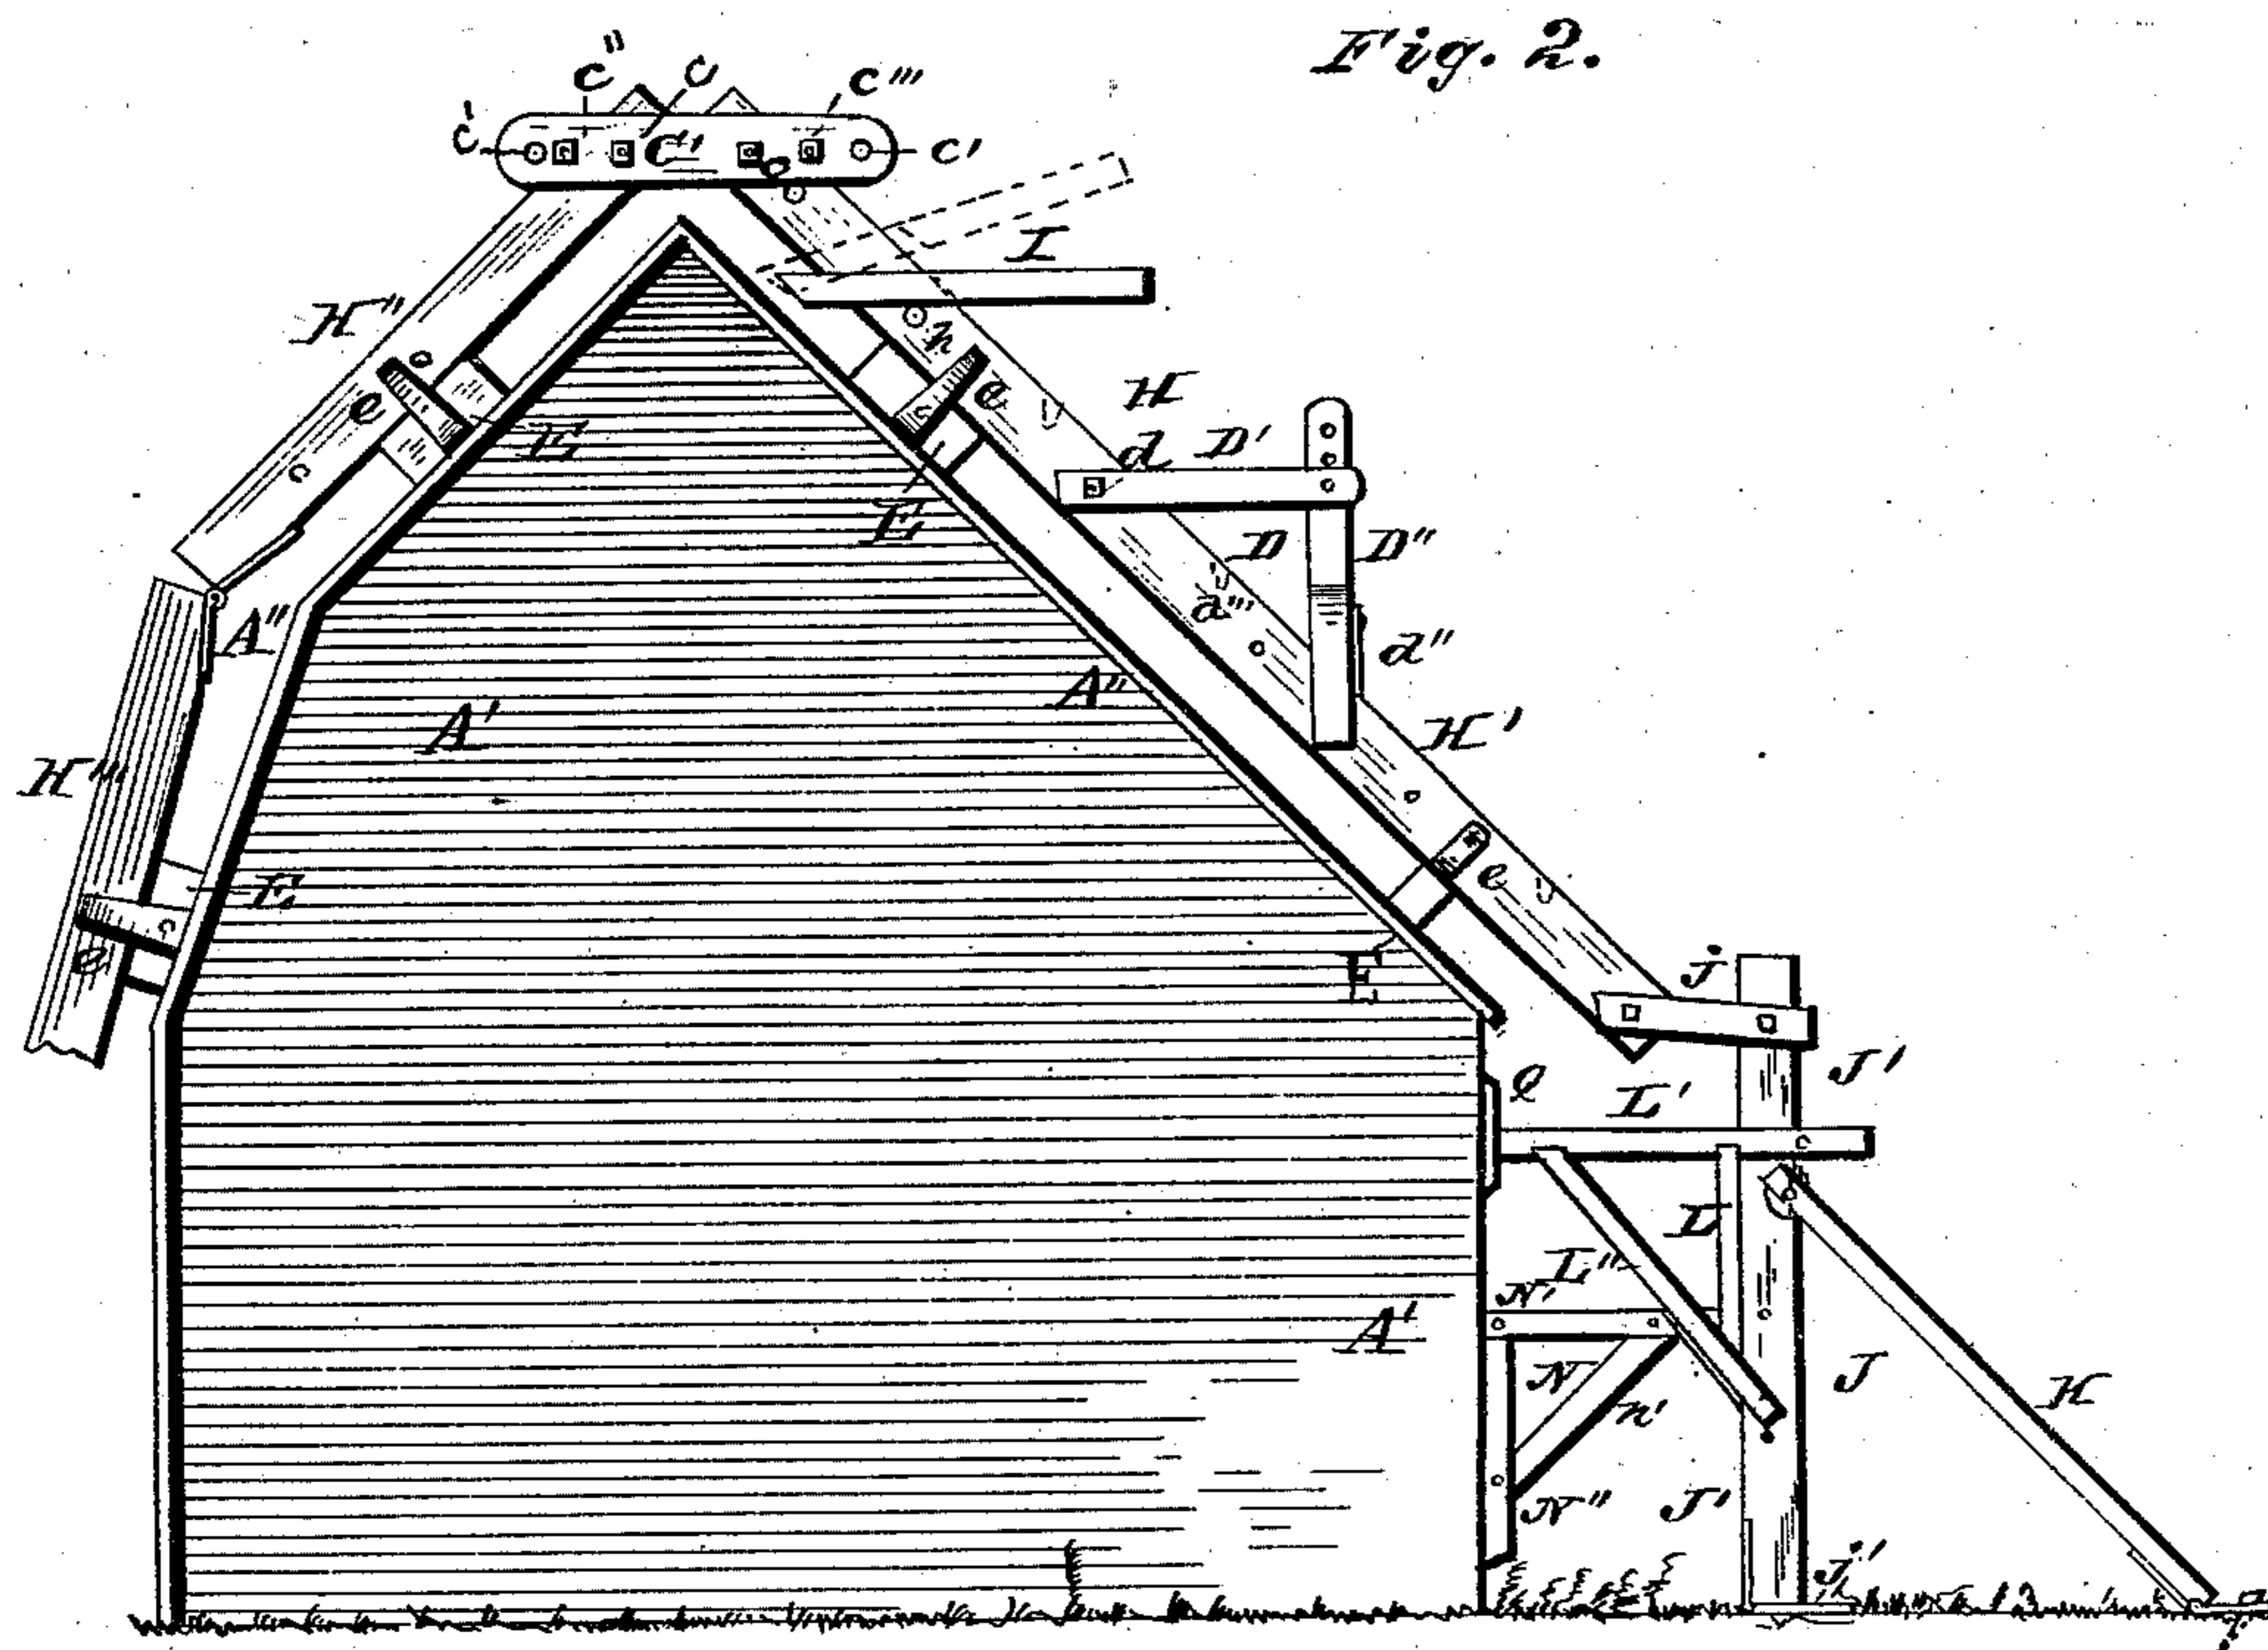 Fig. 2.
c'' c c'''
c' C' c'
I
H'' h
e e H
E d D'
E D D''
A'' d''' d''
A' A'' H'
H'''
E e
e j
E
Q L' J'
L
L''
N' A'
N J K
n'
N'' J'
j'